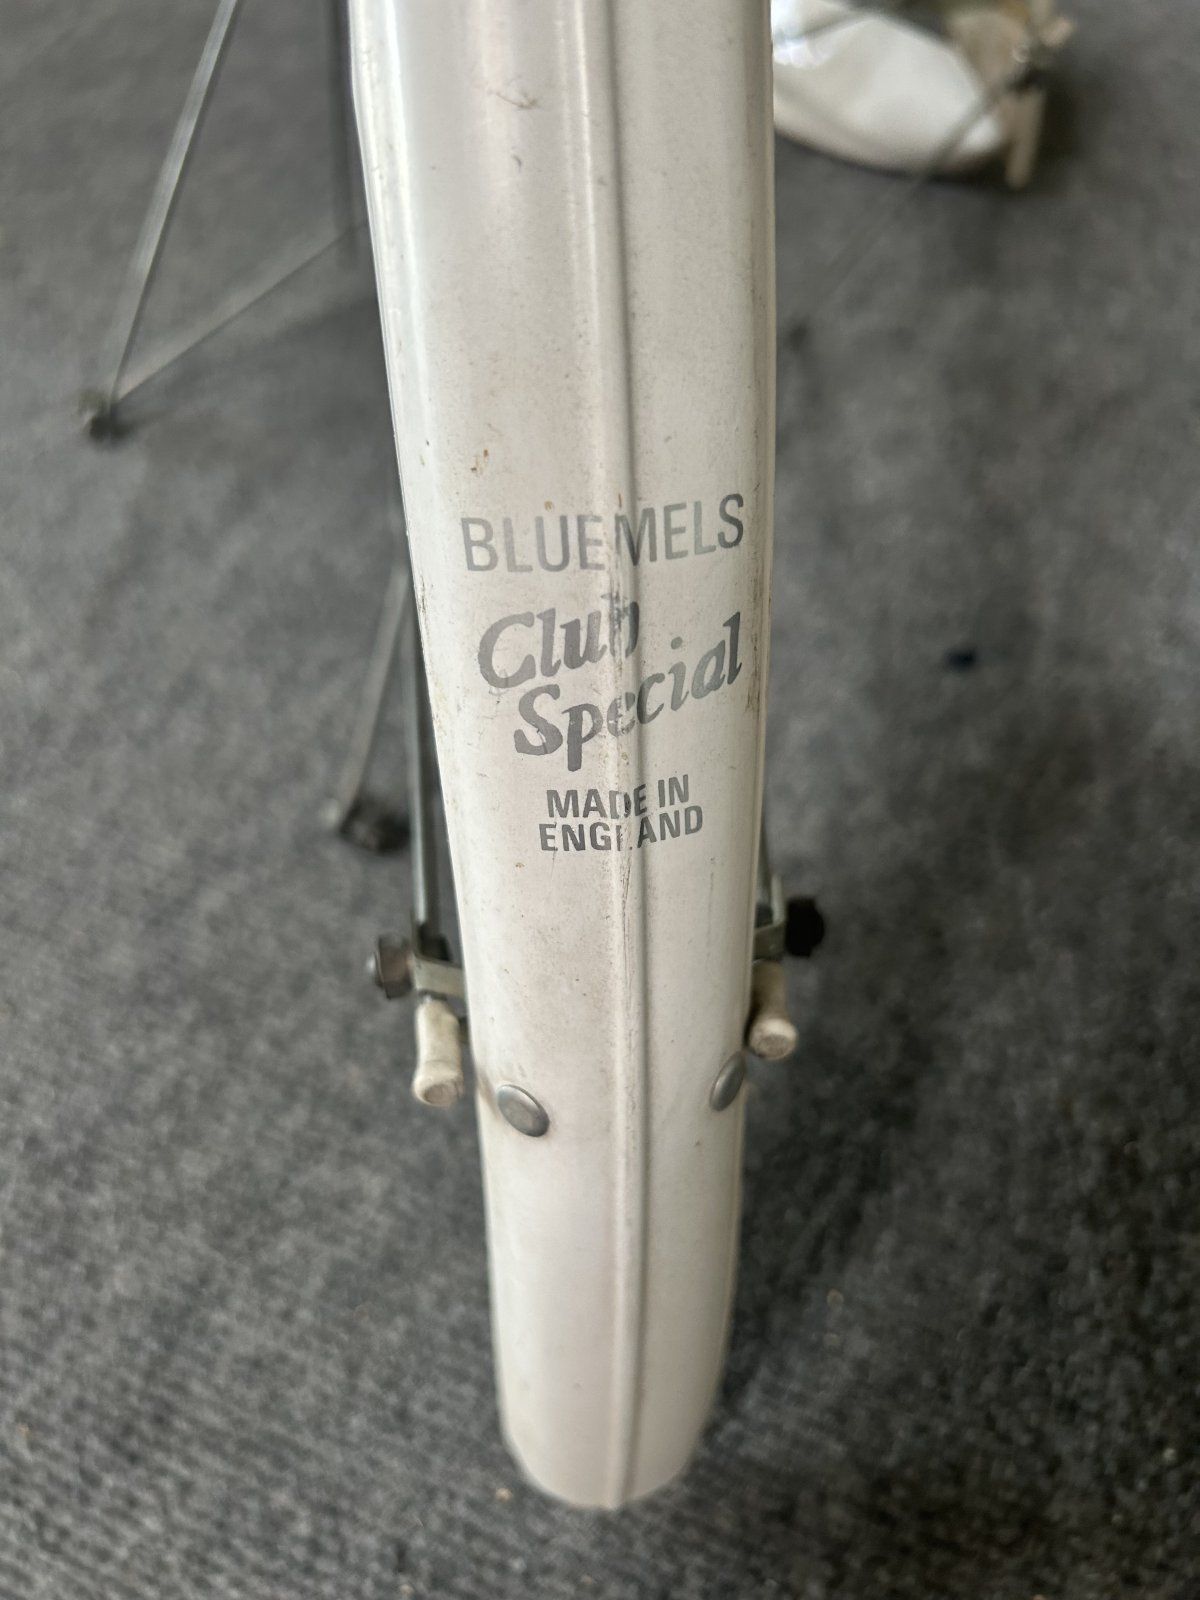 BLUEMELS
Club
Special
MADE IN
ENGLAND